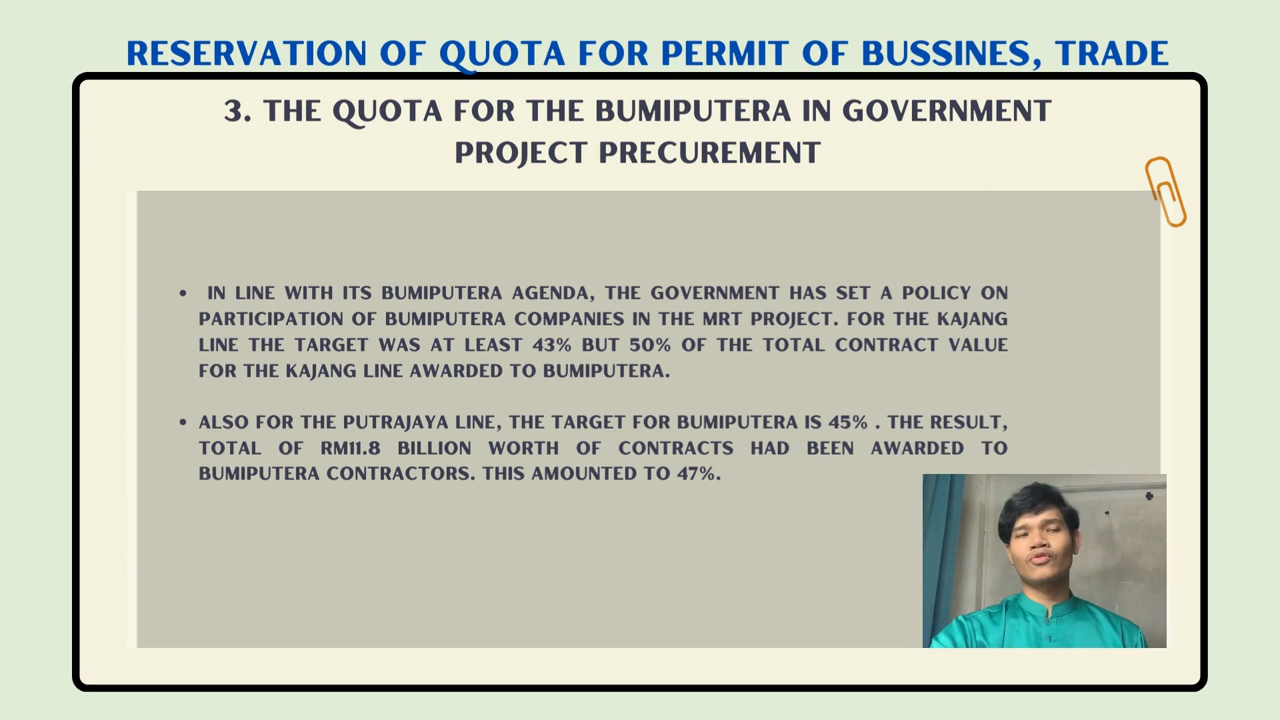 RESERVATION OF QUOTA FOR PERMIT OF BUSSINES, TRADE
3. THE QUOTA FOR THE BUMIPUTERA IN GOVERNMENT
PROJECT PRECUREMENT
• IN LINE WITH ITS BUMIPUTERA AGENDA, THE GOVERNMENT HAS SET A POLICY ON
PARTICIPATION OF BUMIPUTERA COMPANIES IN THE MRT PROJECT. FOR THE KAJANG
LINE THE TARGET WAS AT LEAST 43% BUT 50% OF THE TOTAL CONTRACT VALUE
FOR THE KAJANG LINE AWARDED TO BUMIPUTERA.
• ALSO FOR THE PUTRAJAYA LINE, THE TARGET FOR BUMIPUTERA IS 45% . THE RESULT,
TOTAL OF RM11.8 BILLION WORTH OF CONTRACTS HAD BEEN AWARDED TO
BUMIPUTERA CONTRACTORS. THIS AMOUNTED TO 47%.